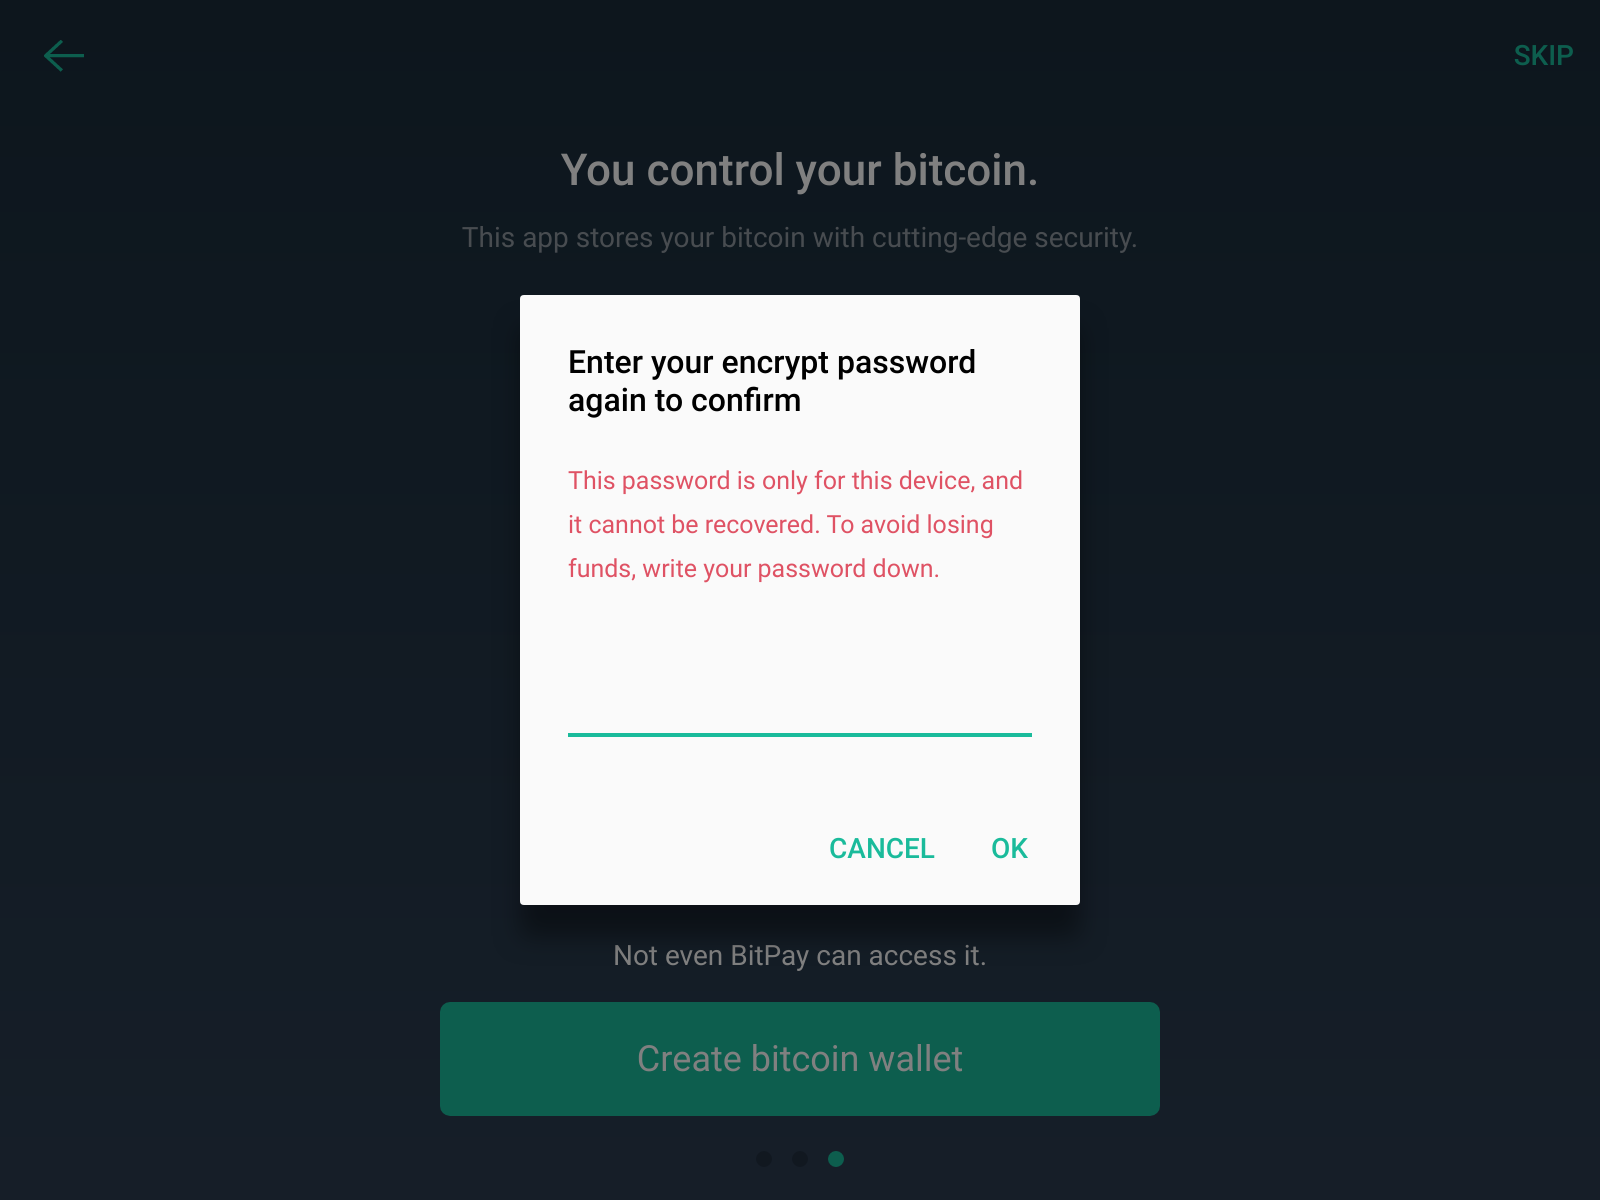 SKIP
You control your bitcoin.
This app stores your bitcoin with cutting-edge security.
Enter your encrypt password
again to confirm
This password is only for this device, and
it cannot be recovered. To avoid losing
funds, write your password down.
CANCEL OK
Not even BitPay can access it.
Create bitcoin wallet